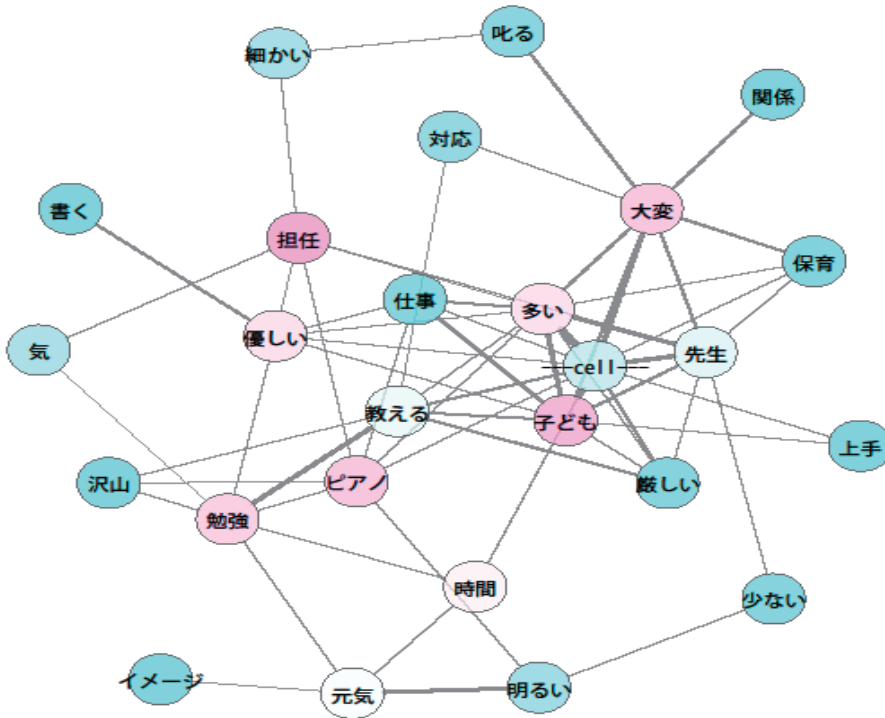 叱る
細かい
関係
対応
大変
書く
担任
保育
仕事
多い
優しい
気
先生
---cell---
教える
子ども
上手
沢山
ピアノ
厳しい
勉強
時間
少ない
イメージ
元気
明るい